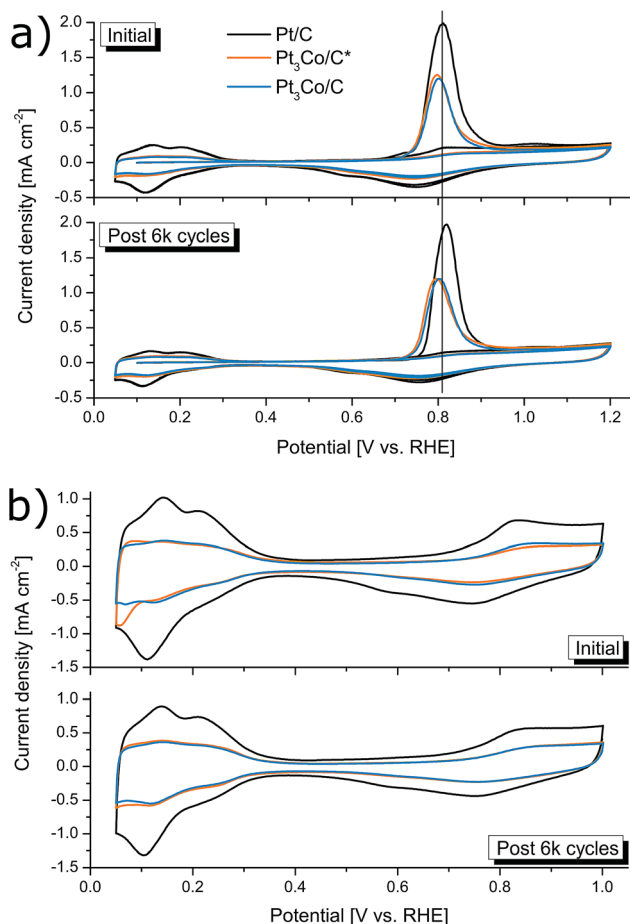 a)
Initial
Pt/C
Pt3Co/C*
Pt3Co/C
2.0
1.5
1.0
0.5
0.0
-0.5
Current density [mA cm-2]
Post 6k cycles
2.0
1.5
1.0
0.5
0.0
-0.5
0.0 0.2 0.4 0.6 0.8 1.0 1.2
Potential [V vs. RHE]
b)
1.0
0.5
0.0
-0.5
-1.0
-1.5
Initial
Current density [mA cm-2]
1.0
0.5
0.0
-0.5
-1.0
-1.5
Post 6k cycles
0.0 0.2 0.4 0.6 0.8 1.0
Potential [V vs. RHE]